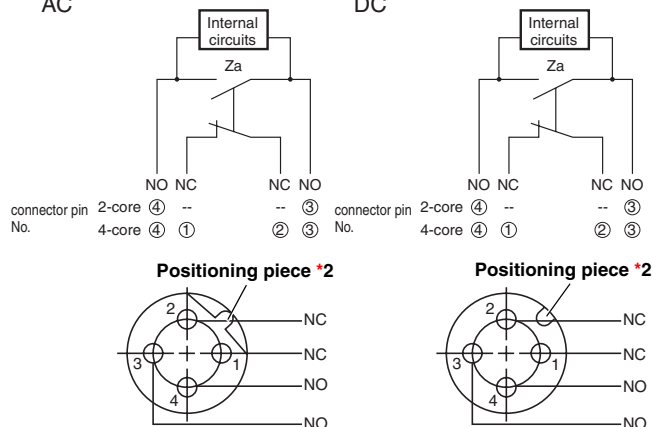 AC
DC
Internal circuits
Internal circuits
Za
Za
NO NC NC NO
NO NC NC NO
connector pin No.
2-core ④ -- -- ③
4-core ④ ① ② ③
connector pin No.
2-core ④ -- -- ③
4-core ④ ① ② ③
Positioning piece *2
Positioning piece *2
2
NC
3
1
NC
4
NO
NO
2
NC
3
1
NC
4
NO
NO